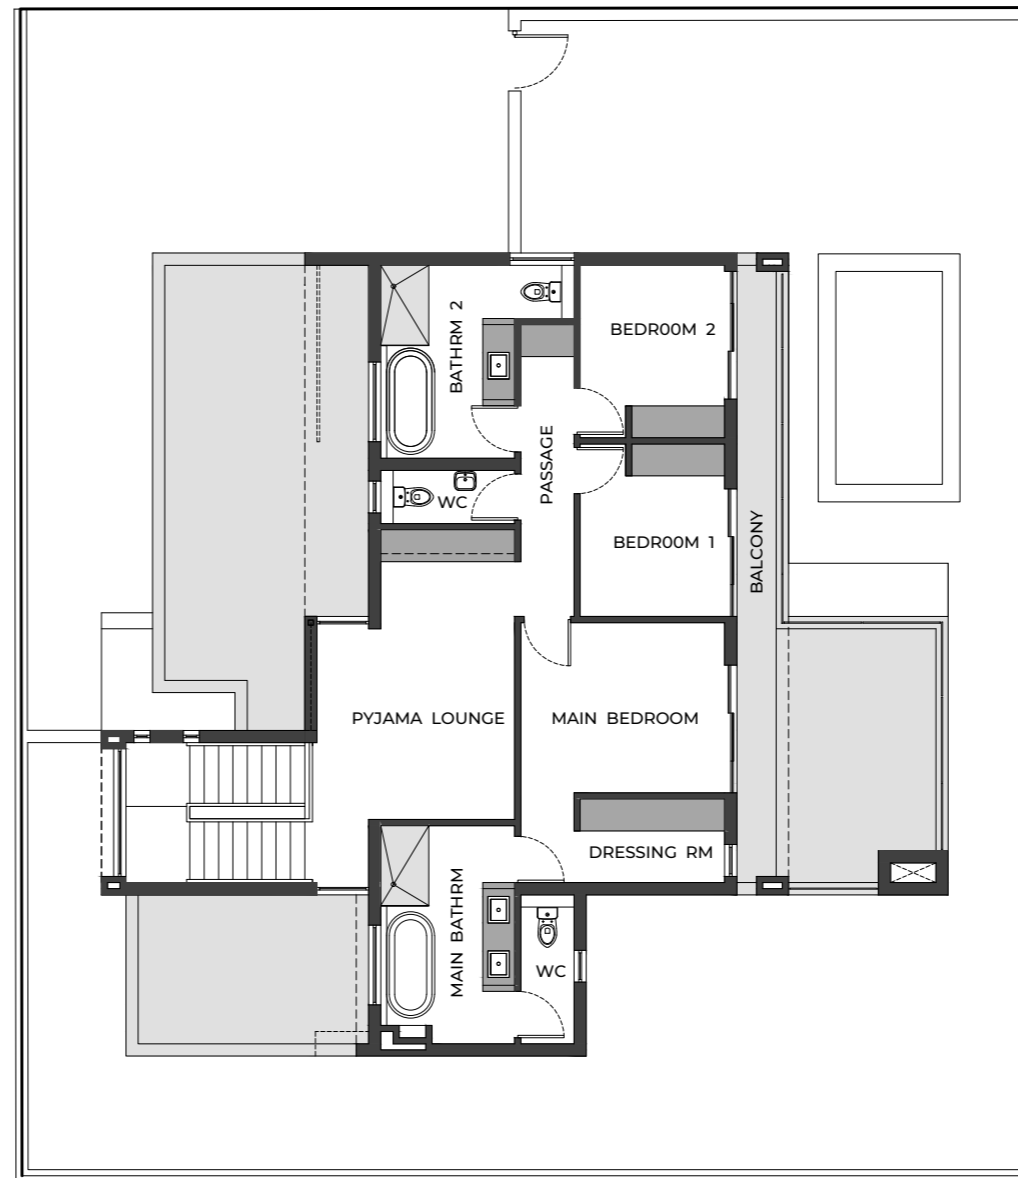 BEDR00M 2
BATHRM 2
PASSAGE
WC
BEDR00M 1
BALCONY
PYJAMA LOUNGE
MAIN BEDROOM
DRESSING RM
MAIN BATHRM
WC